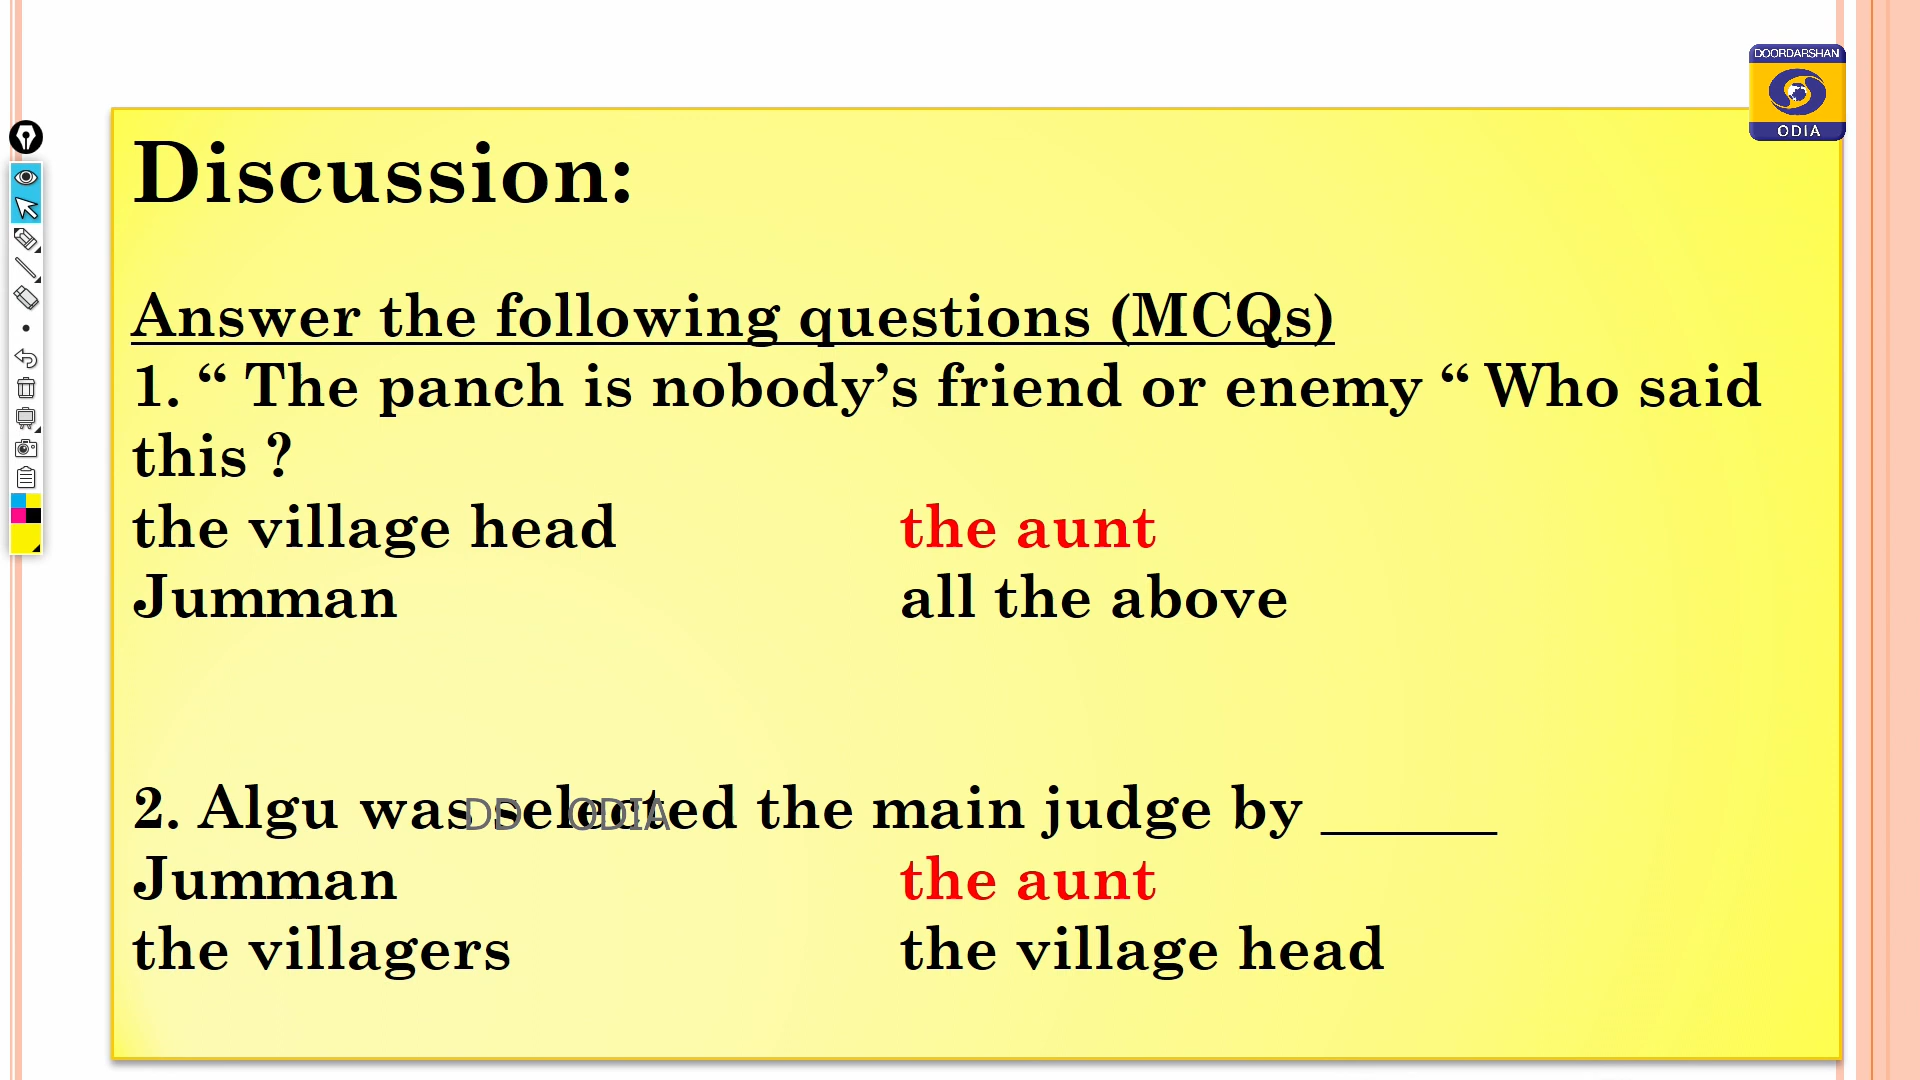 DOORDARSHAN
ODIA
Discussion:
Answer the following questions (MCQs)
1. “ The panch is nobody’s friend or enemy “ Who said
this ?
the village head the aunt
Jumman all the above
2. Algu was selected the main judge by ______
DD ODIA
Jumman the aunt
the villagers the village head